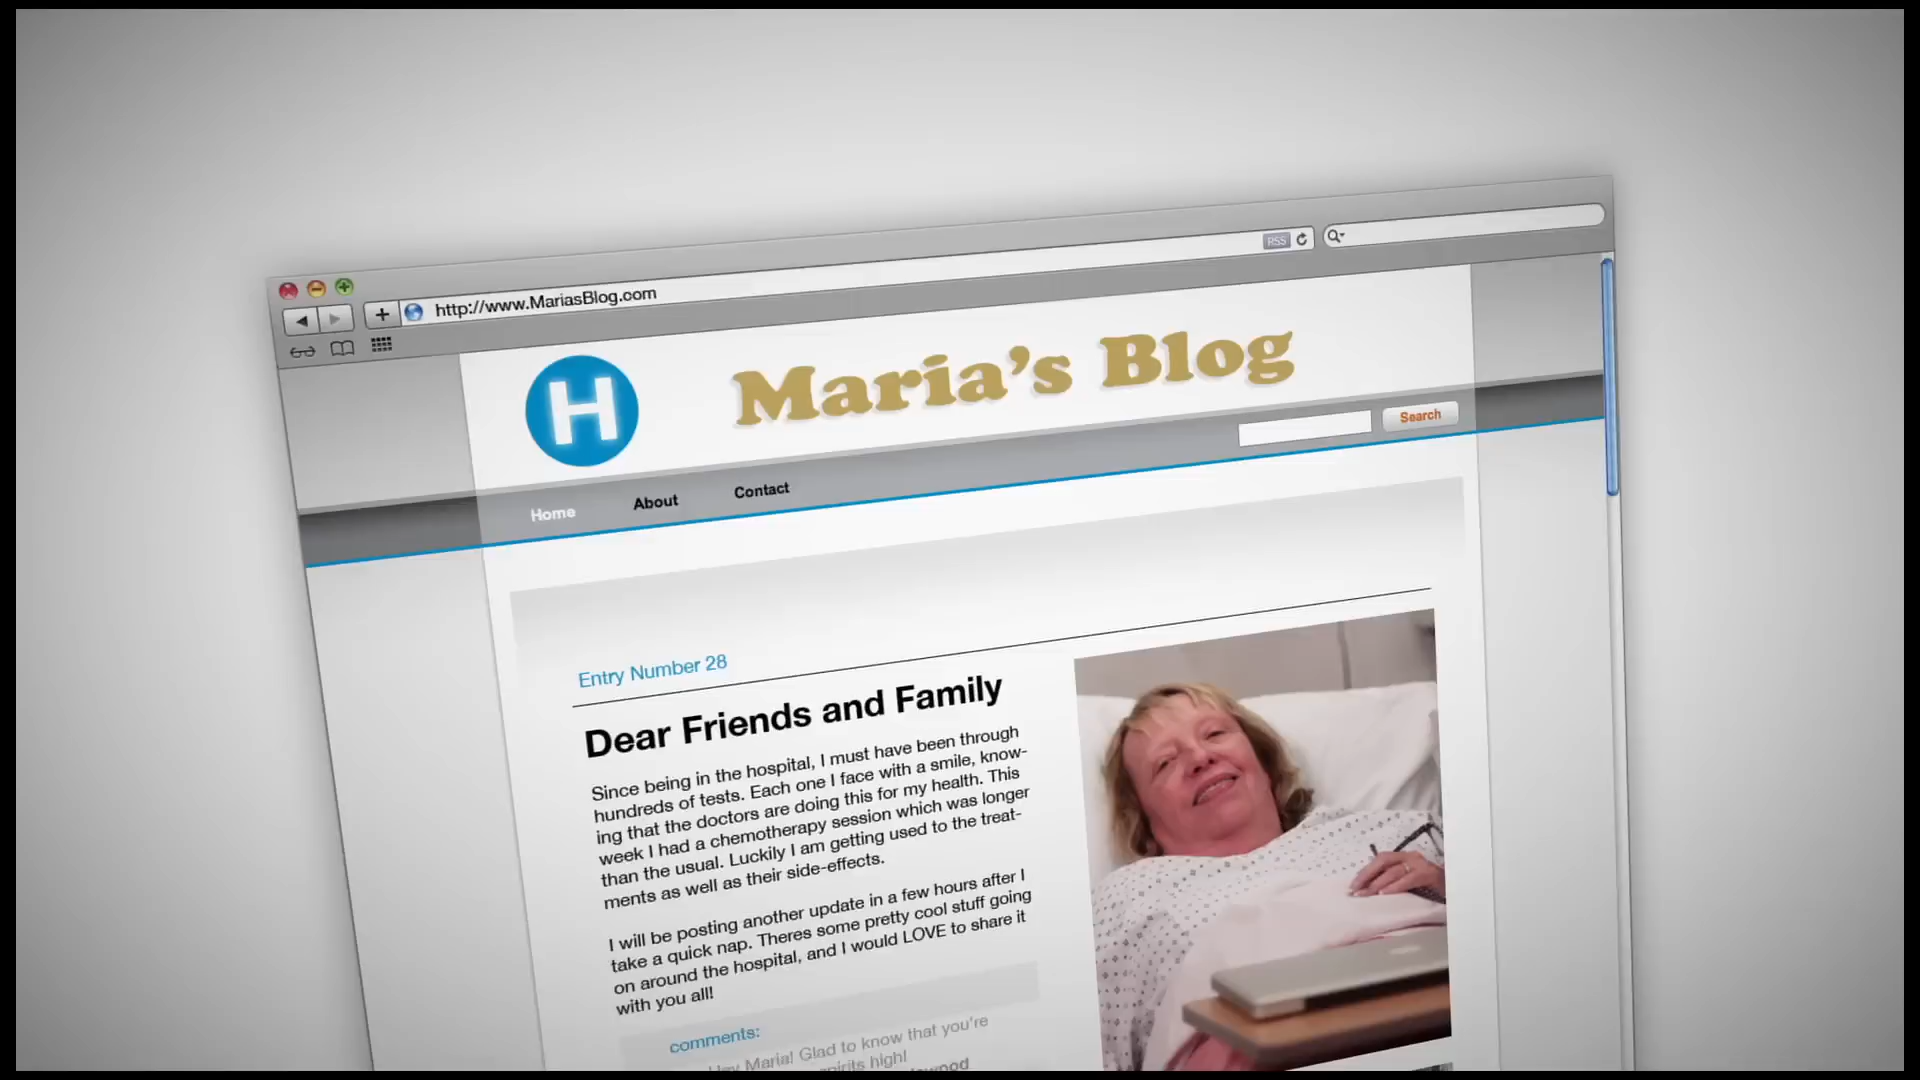 RSS
http://www.MariasBlog.com
H
Maria's Blog
Search
Home About Contact
Entry Number 28
Dear Friends and Family
Since being in the hospital, I must have been through
hundreds of tests. Each one I face with a smile, know-
ing that the doctors are doing this for my health. This
week I had a chemotherapy session which was longer
than the usual. Luckily I am getting used to the treat-
ments as well as their side-effects.
I will be posting another update in a few hours after I
take a quick nap. Theres some pretty cool stuff going
on around the hospital, and I would LOVE to share it
with you all!
comments:
Hey Maria! Glad to know that you're
spirits high!